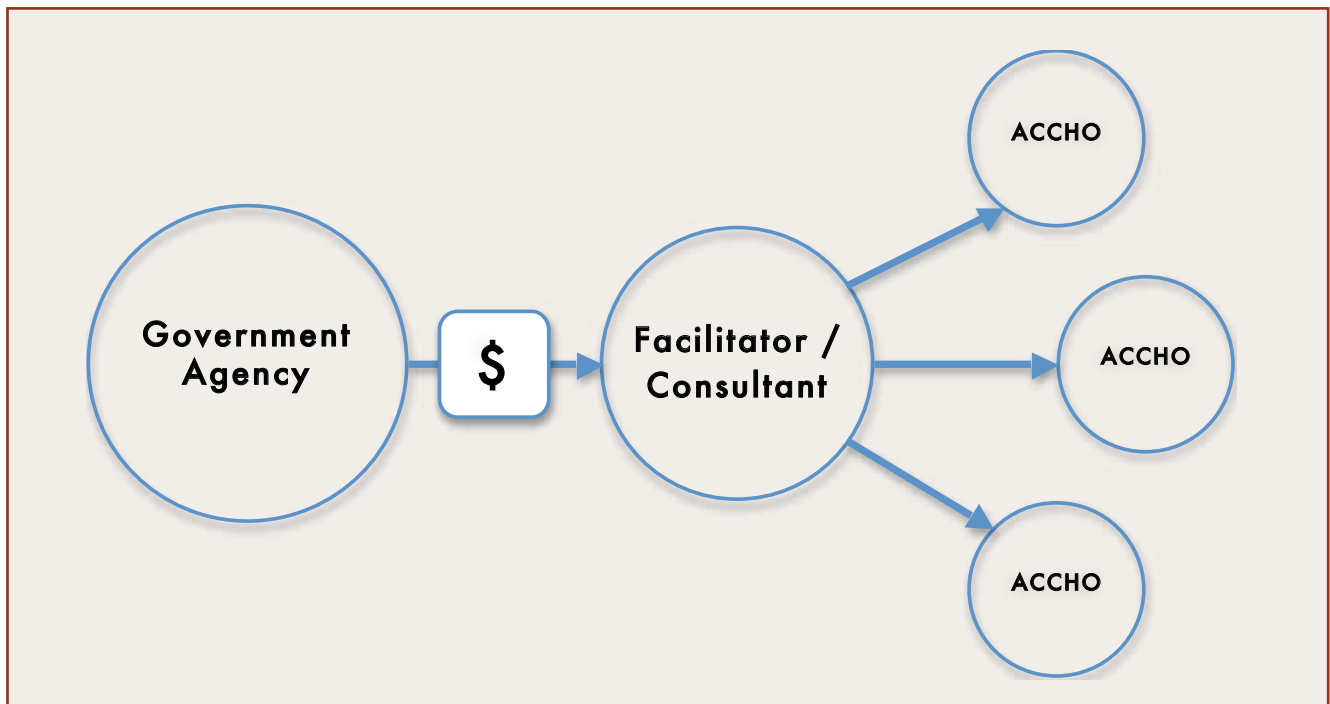 Government
Agency
$
Facilitator /
Consultant
ACCHO
ACCHO
ACCHO